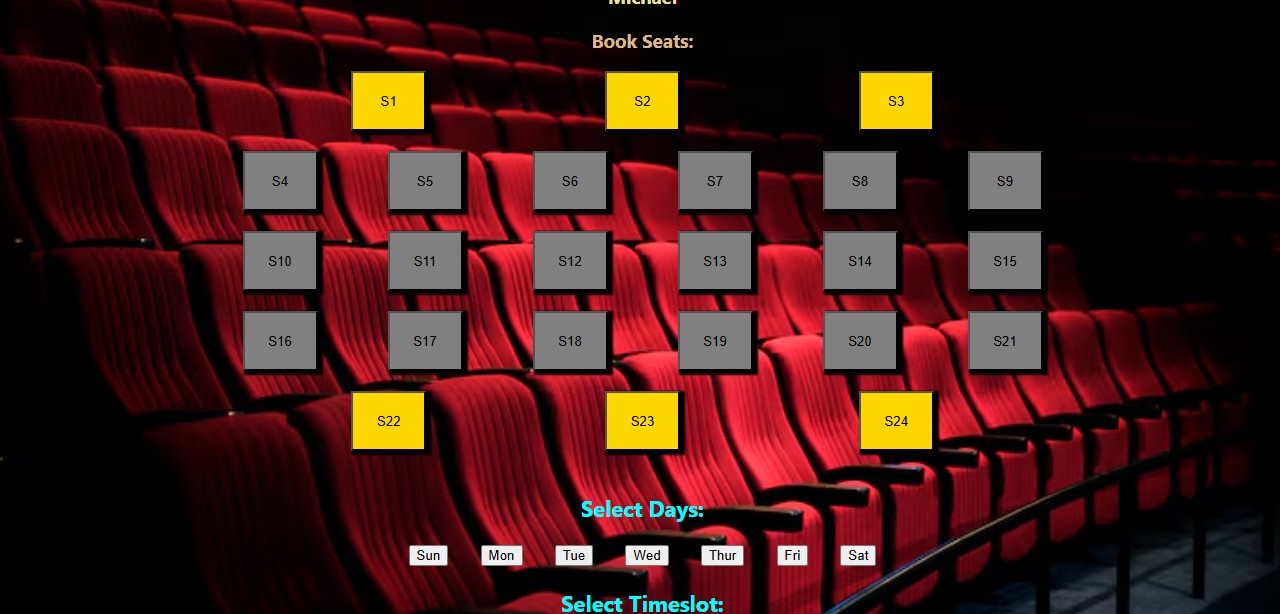 Michael
Book Seats:
S1 S2 S3
S4 S5 S6 S7 S8 S9
S10 S11 S12 S13 S14 S15
S16 S17 S18 S19 S20 S21
S22 S23 S24
Select Days:
Sun Mon Tue Wed Thur Fri Sat
Select Timeslot: